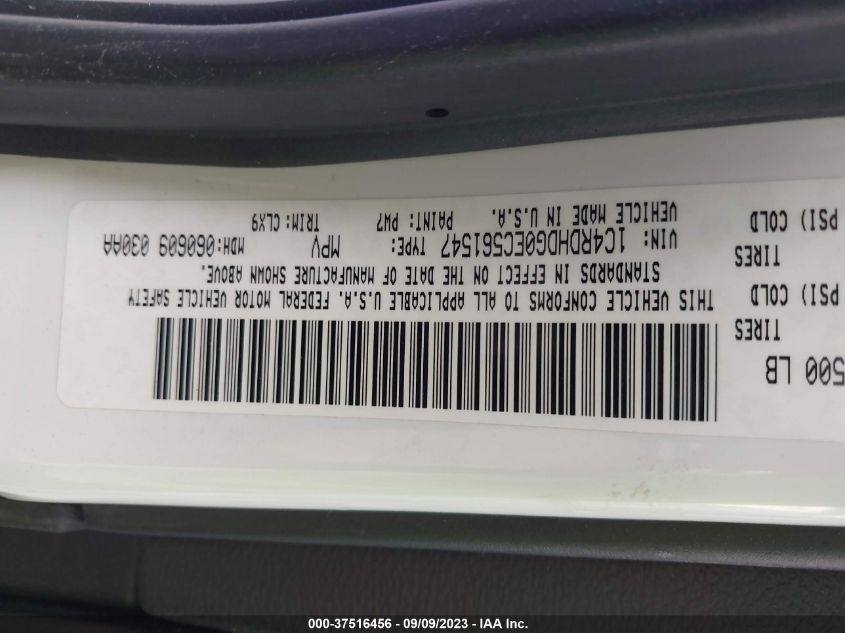 500 LB
TIRES
PSI) COLD
TIRES
PSI) COLD
THIS VEHICLE CONFORMS TO ALL APPLICABLE U.S.A. FEDERAL MOTOR VEHICLE SAFETY
STANDARDS IN EFFECT ON THE DATE OF MANUFACTURE SHOWN ABOVE.
VIN: 1C4RDHDG0EC561547 TYPE: MPV MDH: 060609 030AA
VEHICLE MADE IN U.S.A. PAINT: PW7 TRIM: CLX9
000-37516456 - 09/09/2023 - IAA Inc.